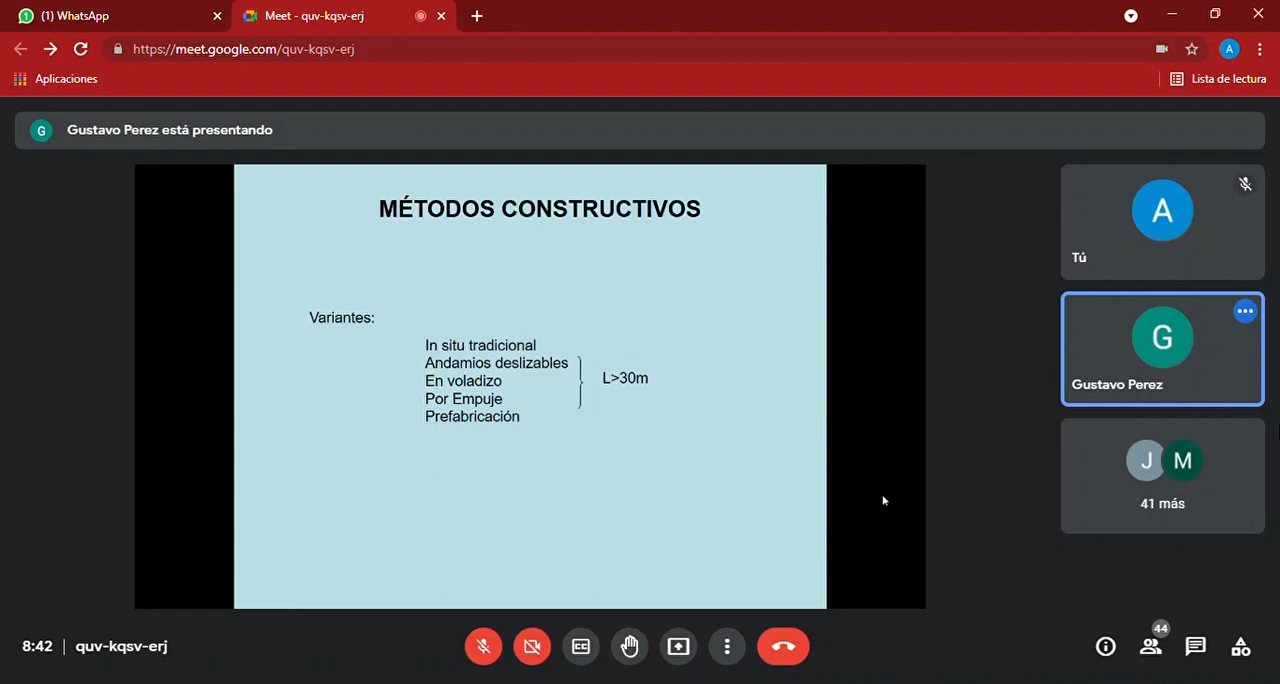 (1) WhatsApp
Meet - quv-kqsv-erj
https://meet.google.com/quv-kqsv-erj
A
Aplicaciones
Lista de lectura
G
Gustavo Perez está presentando
MÉTODOS CONSTRUCTIVOS
Variantes:
In situ tradicional
Andamios deslizables
En voladizo
Por Empuje
Prefabricación
L>30m
A
Tú
G
Gustavo Perez
J M
41 más
8:42 | quv-kqsv-erj
CC
44